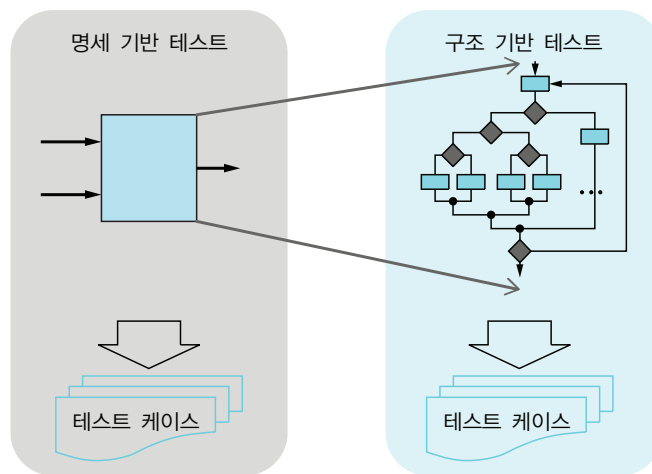 명세 기반 테스트
구조 기반 테스트
...
테스트 케이스
테스트 케이스